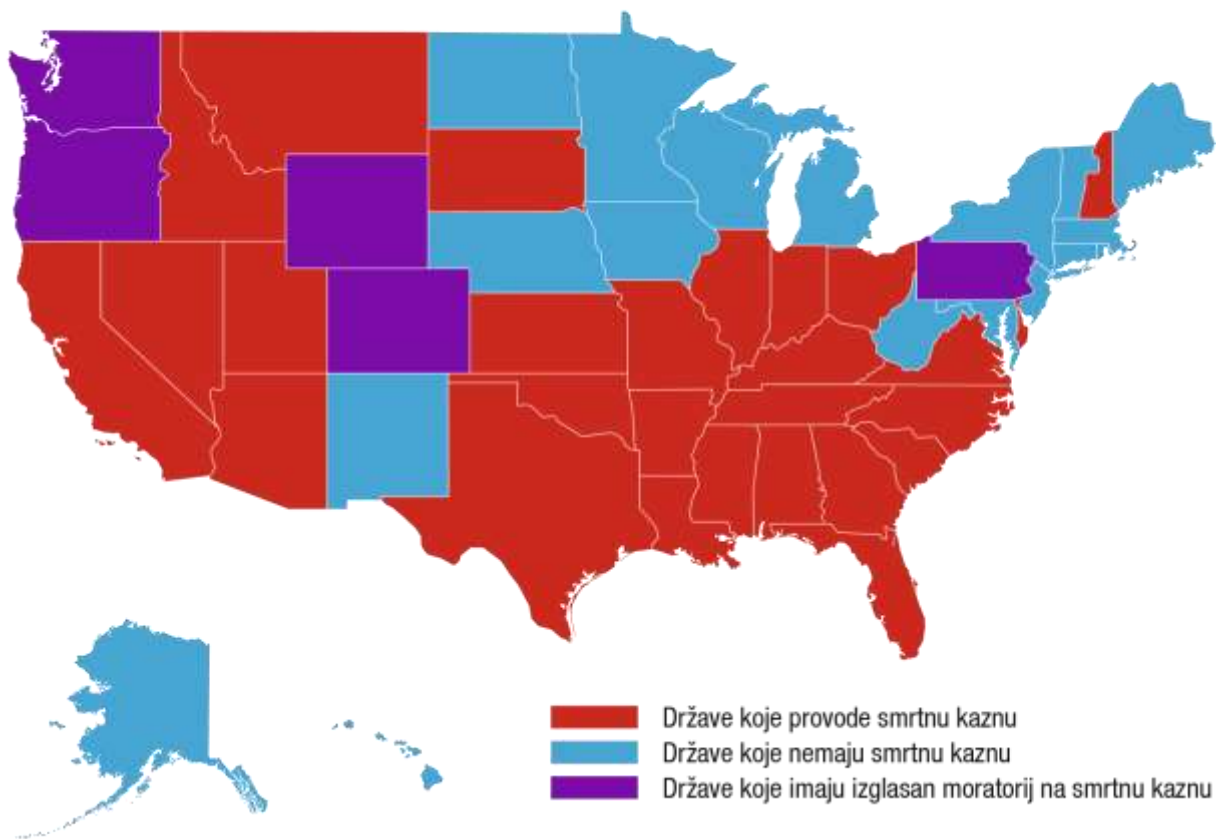 Države koje provode smrtnu kaznu
Države koje nemaju smrtnu kaznu
Države koje imaju izglasan moratorij na smrtnu kaznu